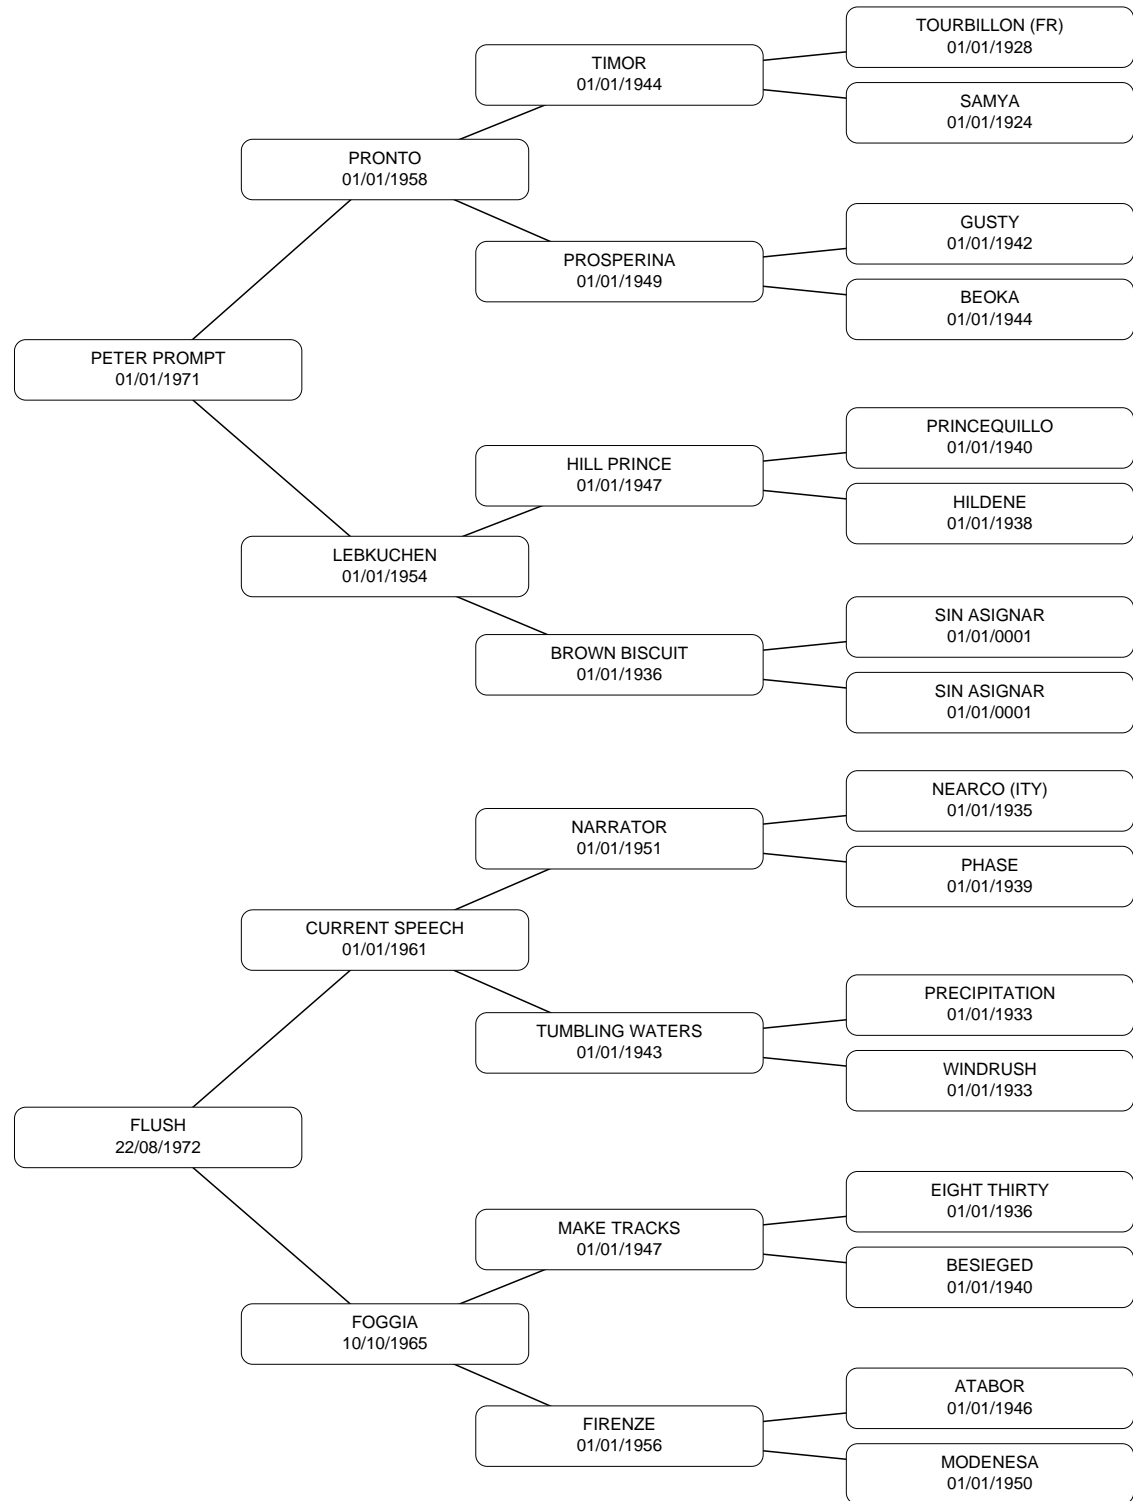 TOURBILLON (FR)
01/01/1928
TIMOR
01/01/1944
SAMYA
01/01/1924
PRONTO
01/01/1958
GUSTY
01/01/1942
PROSPERINA
01/01/1949
BEOKA
01/01/1944
PETER PROMPT
01/01/1971
PRINCEQUILLO
01/01/1940
HILL PRINCE
01/01/1947
HILDENE
01/01/1938
LEBKUCHEN
01/01/1954
SIN ASIGNAR
01/01/0001
BROWN BISCUIT
01/01/1936
SIN ASIGNAR
01/01/0001
NEARCO (ITY)
01/01/1935
NARRATOR
01/01/1951
PHASE
01/01/1939
CURRENT SPEECH
01/01/1961
PRECIPITATION
01/01/1933
TUMBLING WATERS
01/01/1943
WINDRUSH
01/01/1933
FLUSH
22/08/1972
EIGHT THIRTY
01/01/1936
MAKE TRACKS
01/01/1947
BESIEGED
01/01/1940
FOGGIA
10/10/1965
ATABOR
01/01/1946
FIRENZE
01/01/1956
MODENESA
01/01/1950